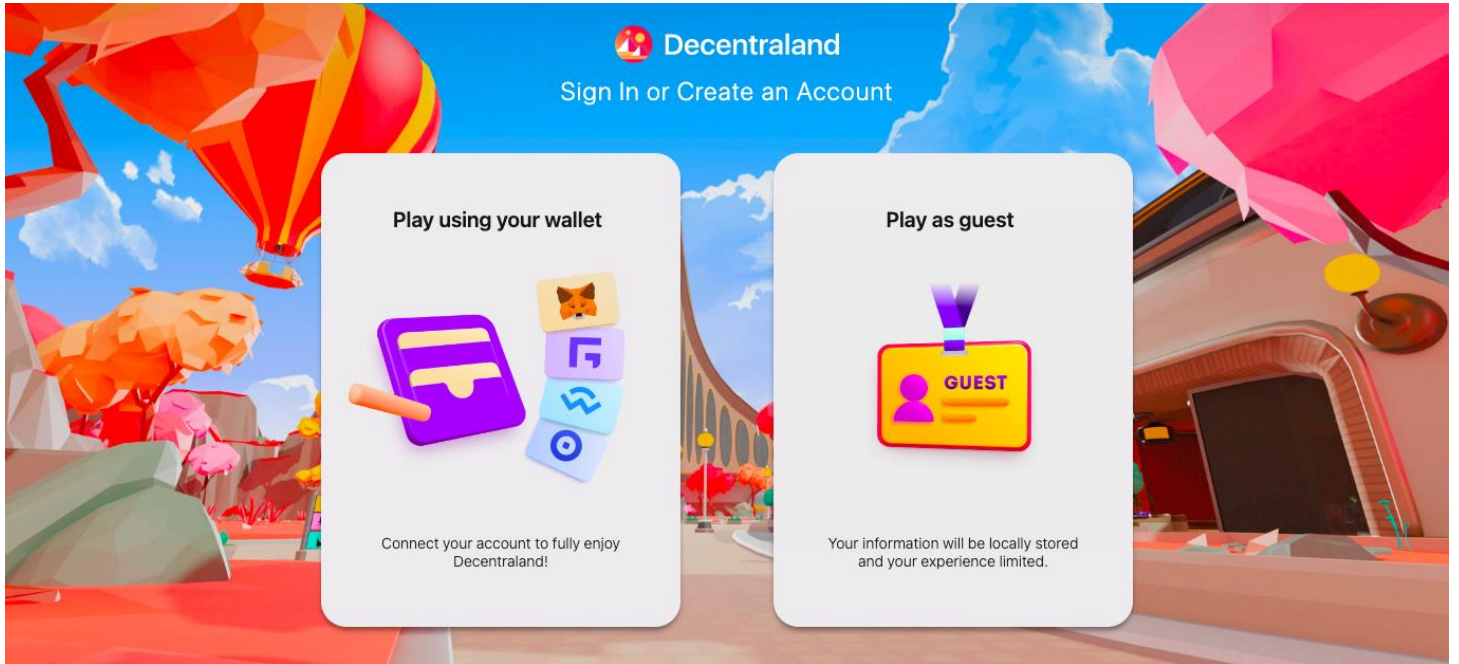 Decentraland
Sign In or Create an Account
Play using your wallet
Connect your account to fully enjoy
Decentraland!
Play as guest
GUEST
Your information will be locally stored
and your experience limited.